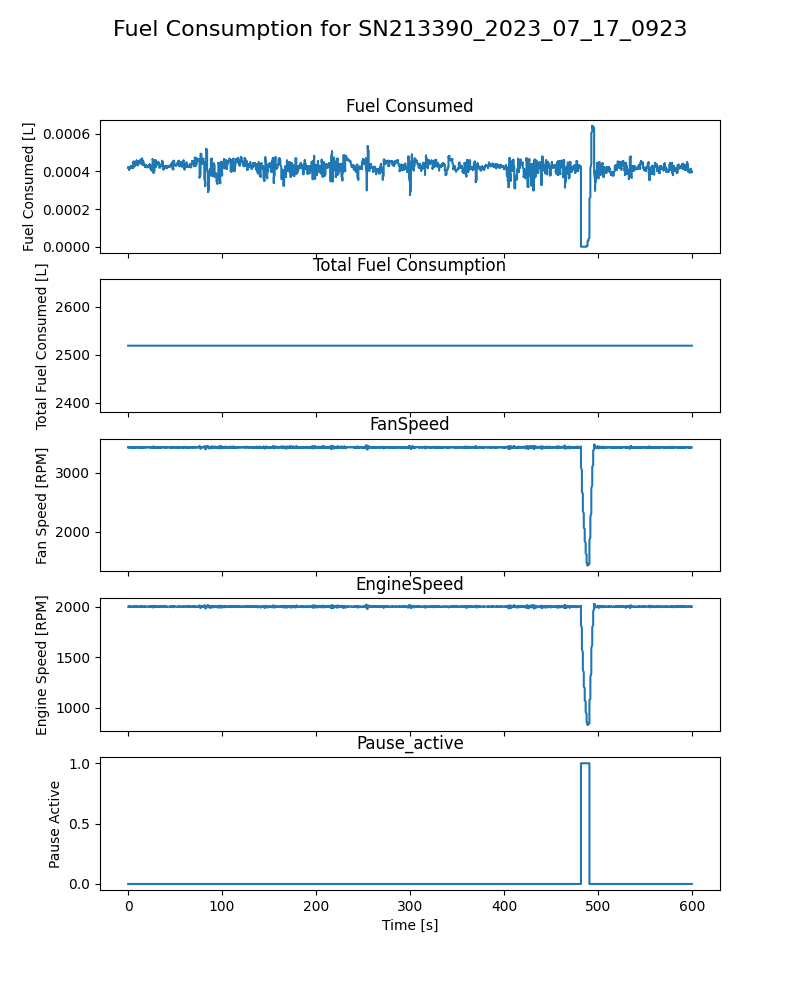 Fuel Consumption for SN213390_2023_07_17_0923
Fuel Consumed
Fuel Consumed [L]
0.0006
0.0004
0.0002
0.0000
Total Fuel Consumption
Total Fuel Consumed [L]
2600
2500
2400
FanSpeed
Fan Speed [RPM]
3000
2000
EngineSpeed
Engine Speed [RPM]
2000
1500
1000
Pause_active
Pause Active
1.0
0.5
0.0
0 100 200 300 400 500 600
Time [s]